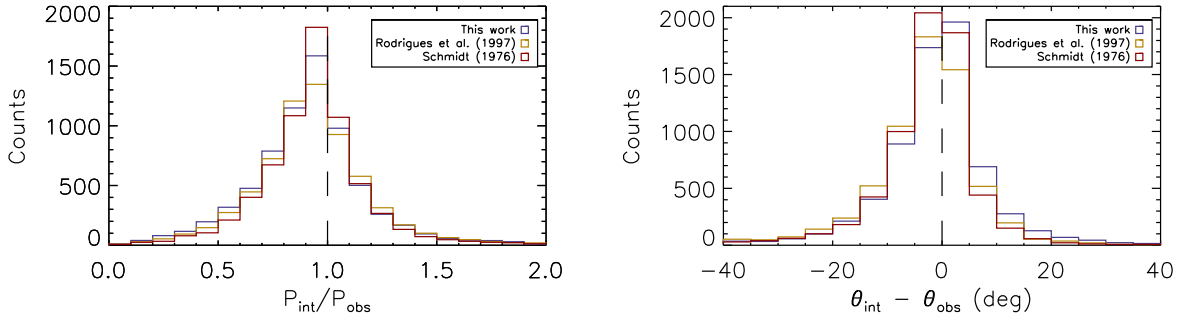 This work
Rodrigues et al. (1997)
Schmidt (1976)
Counts
2000
1500
1000
500
0
0.0 0.5 1.0 1.5 2.0
P_int/P_obs
This work
Rodrigues et al. (1997)
Schmidt (1976)
Counts
2000
1500
1000
500
0
−40 −20 0 20 40
θ_int − θ_obs (deg)